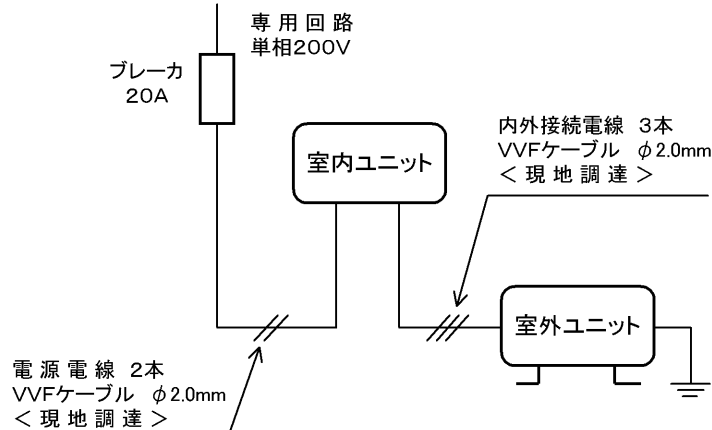 専用回路
単相200V
ブレーカ
20A
内外接続電線 3本
VVFケーブル φ2.0mm
<現地調達>
室内ユニット
室外ユニット
電源電線 2本
VVFケーブル φ2.0mm
<現地調達>